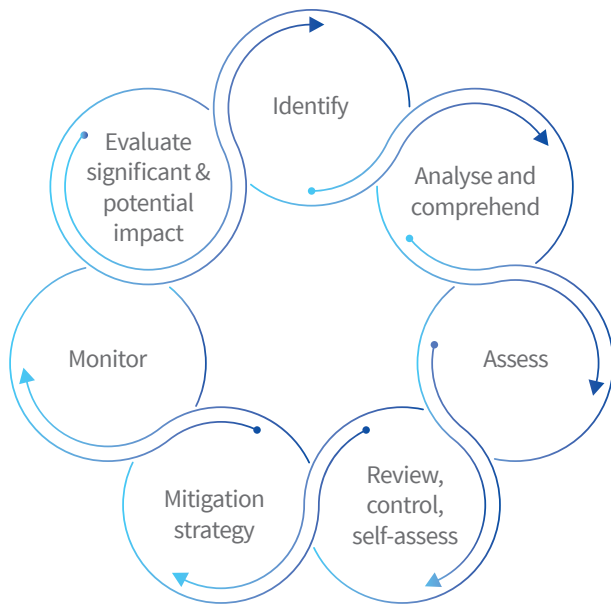 Identify
Analyse and
comprehend
Assess
Review,
control,
self-assess
Mitigation
strategy
Monitor
Evaluate
significant &
potential
impact